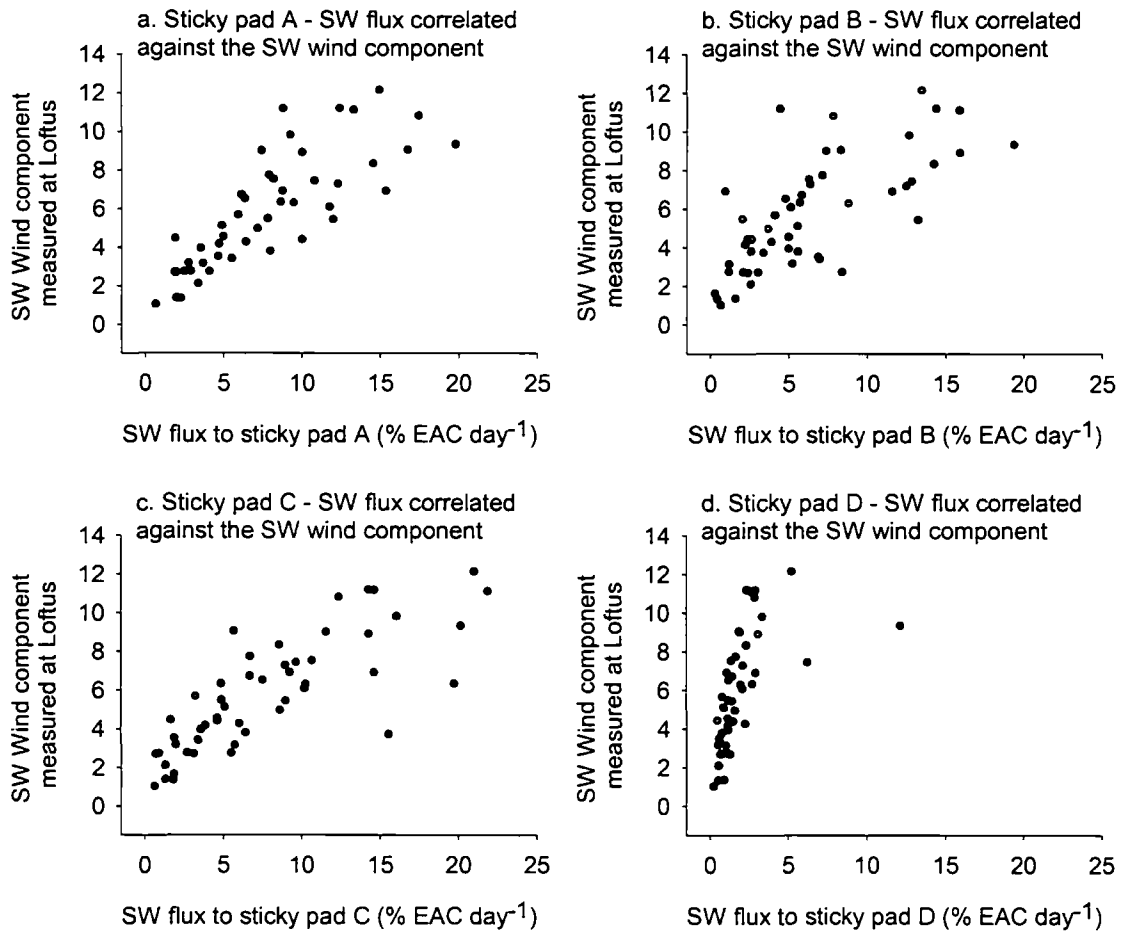 a. Sticky pad A - SW flux correlated
against the SW wind component
SW Wind component
measured at Loftus
14
12
10
8
6
4
2
0
0 5 10 15 20 25
SW flux to sticky pad A (% EAC day⁻¹)
b. Sticky pad B - SW flux correlated
against the SW wind component
SW Wind component
measured at Loftus
14
12
10
8
6
4
2
0
0 5 10 15 20 25
SW flux to sticky pad B (% EAC day⁻¹)
c. Sticky pad C - SW flux correlated
against the SW wind component
SW Wind component
measured at Loftus
14
12
10
8
6
4
2
0
0 5 10 15 20 25
SW flux to sticky pad C (% EAC day⁻¹)
d. Sticky pad D - SW flux correlated
against the SW wind component
SW Wind component
measured at Loftus
14
12
10
8
6
4
2
0
0 5 10 15 20 25
SW flux to sticky pad D (% EAC day⁻¹)